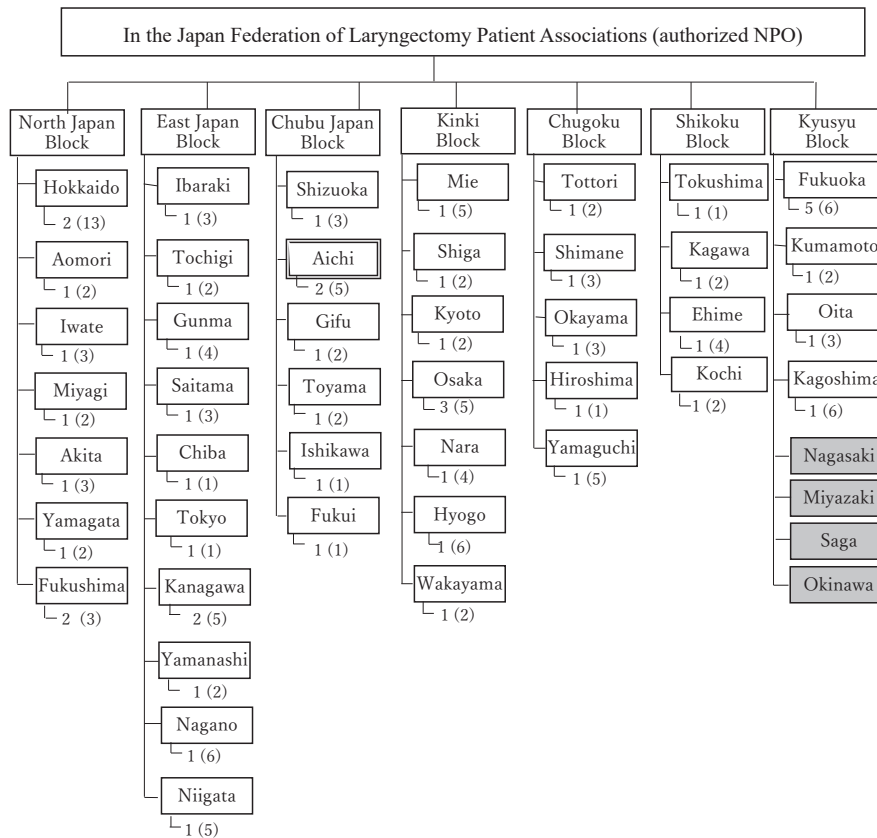 In the Japan Federation of Laryngectomy Patient Associations (authorized NPO)
North Japan
Block
Hokkaido
2 (13)
Aomori
1 (2)
Iwate
1 (3)
Miyagi
1 (2)
Akita
1 (3)
Yamagata
1 (2)
Fukushima
2 (3)
East Japan
Block
Ibaraki
1 (3)
Tochigi
1 (2)
Gunma
1 (4)
Saitama
1 (3)
Chiba
1 (1)
Tokyo
1 (1)
Kanagawa
2 (5)
Yamanashi
1 (2)
Nagano
1 (6)
Niigata
1 (5)
Chubu Japan
Block
Shizuoka
1 (3)
Aichi
2 (5)
Gifu
1 (2)
Toyama
1 (2)
Ishikawa
1 (1)
Fukui
1 (1)
Kinki
Block
Mie
1 (5)
Shiga
1 (2)
Kyoto
1 (2)
Osaka
3 (5)
Nara
1 (4)
Hyogo
1 (6)
Wakayama
1 (2)
Chugoku
Block
Tottori
1 (2)
Shimane
1 (3)
Okayama
1 (3)
Hiroshima
1 (1)
Yamaguchi
1 (5)
Shikoku
Block
Tokushima
1 (1)
Kagawa
1 (2)
Ehime
1 (4)
Kochi
1 (2)
Kyusyu
Block
Fukuoka
5 (6)
Kumamoto
1 (2)
Oita
1 (3)
Kagoshima
1 (6)
Nagasaki
Miyazaki
Saga
Okinawa